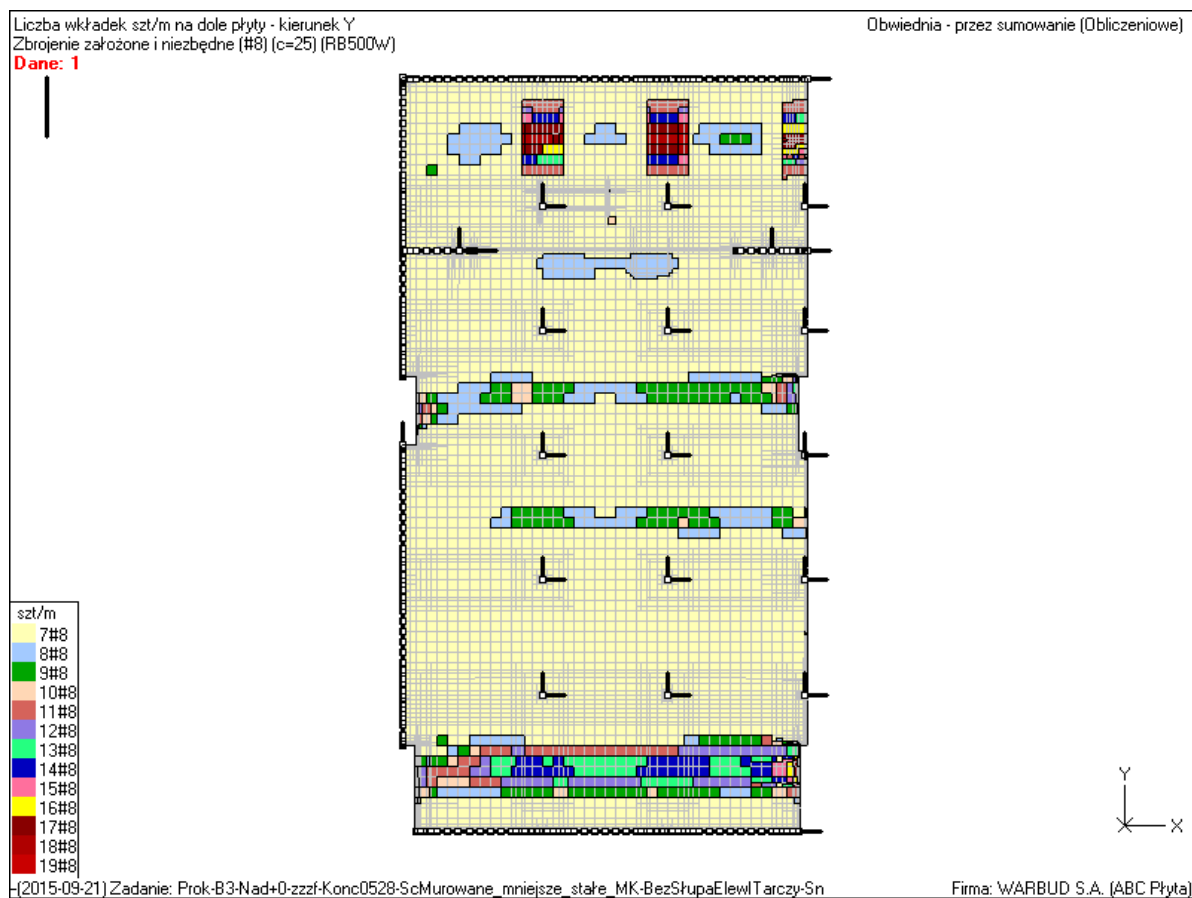 Liczba wkładek szt/m na dole płyty - kierunek Y
Obwiednia - przez sumowanie (Obliczeniowe)
Zbrojenie założone i niezbędne (#8) (c=25) (RB500W)
Dane: 1
szt/m
7#8
8#8
9#8
10#8
11#8
12#8
13#8
14#8
15#8
16#8
17#8
18#8
19#8
Y
X
-(2015-09-21) Zadanie: Prok-B3-Nad+0-zzzf-Konc0528-ScMurowane_mniejsze_stałe_MK-BezSłupaElewITarczy-Sn
Firma: WARBUD S.A. (ABC Płyta)